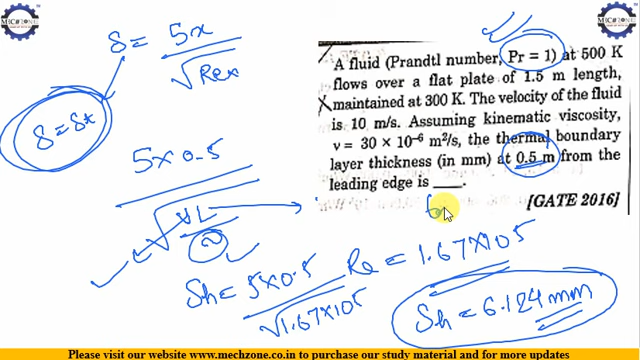 MECHZONE
MECHZONE
δ = 5x
√Rex
δ = δt
5×0.5
√VL
ν
A fluid (Prandtl number, Pr = 1) at 500 K
flows over a flat plate of 1.5 m length,
maintained at 300 K. The velocity of the fluid
is 10 m/s. Assuming kinematic viscosity,
ν = 30 × 10⁻⁶ m²/s, the thermal boundary
layer thickness (in mm) at 0.5 m from the
leading edge is ____.
[GATE 2016]
Re = 1.67×10⁵
Sh = 5×0.5
√1.67×10⁵
Sh = 6.124 mm
Please visit our website www.mechzone.co.in to purchase our study material and for more updates